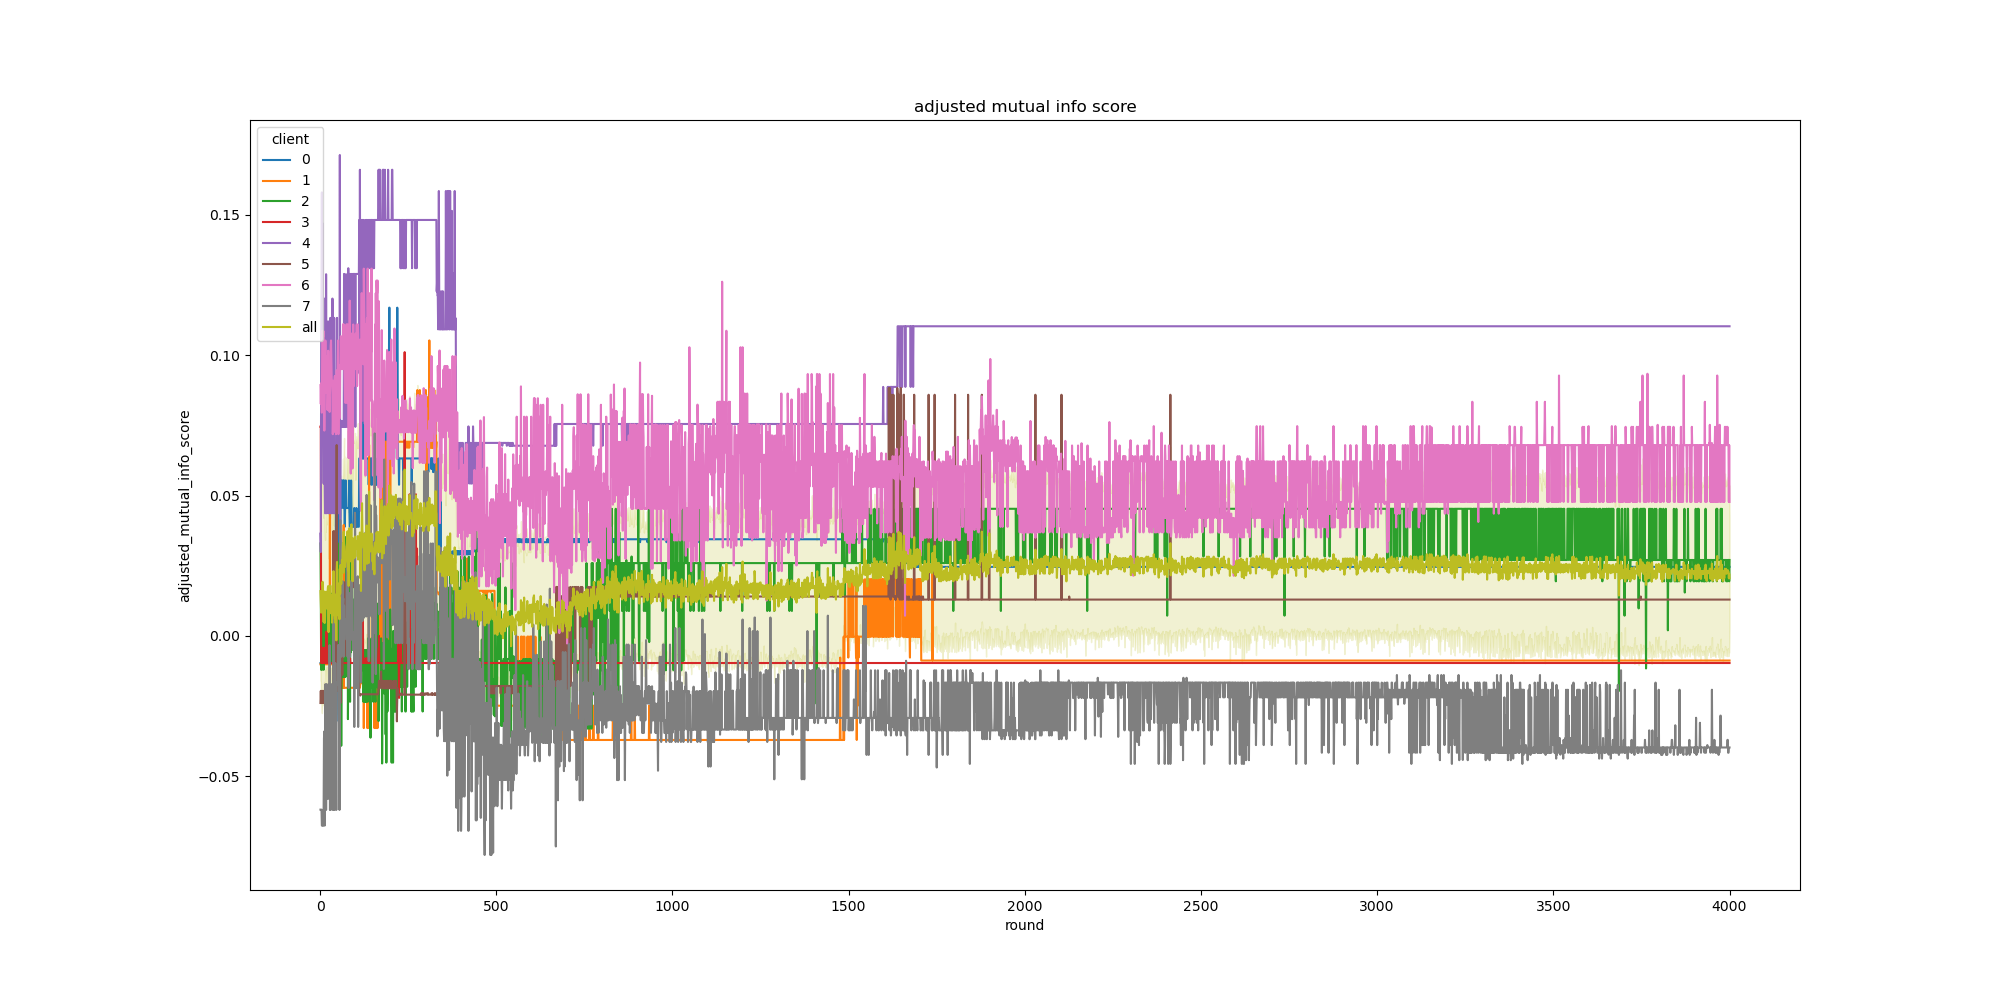 adjusted mutual info score
client
0
1
2
3
4
5
6
7
all
adjusted_mutual_info_score
0.15
0.10
0.05
0.00
−0.05
0 500 1000 1500 2000 2500 3000 3500 4000
round